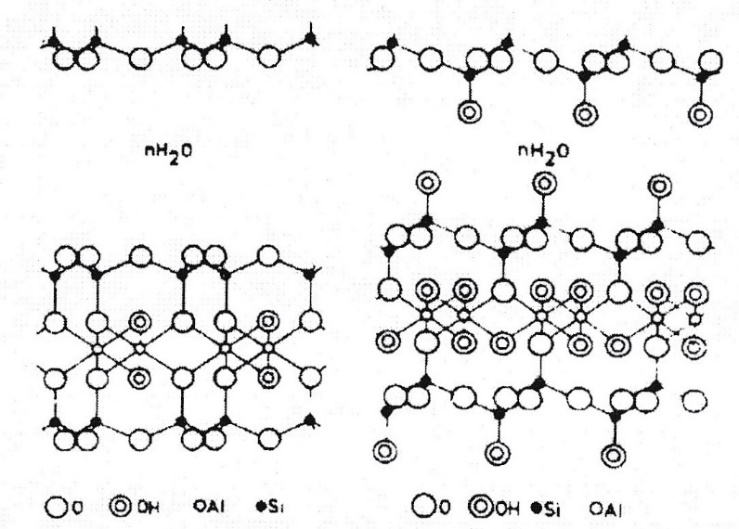 nH₂O
nH₂O
O OH Al Si
O OH Si Al